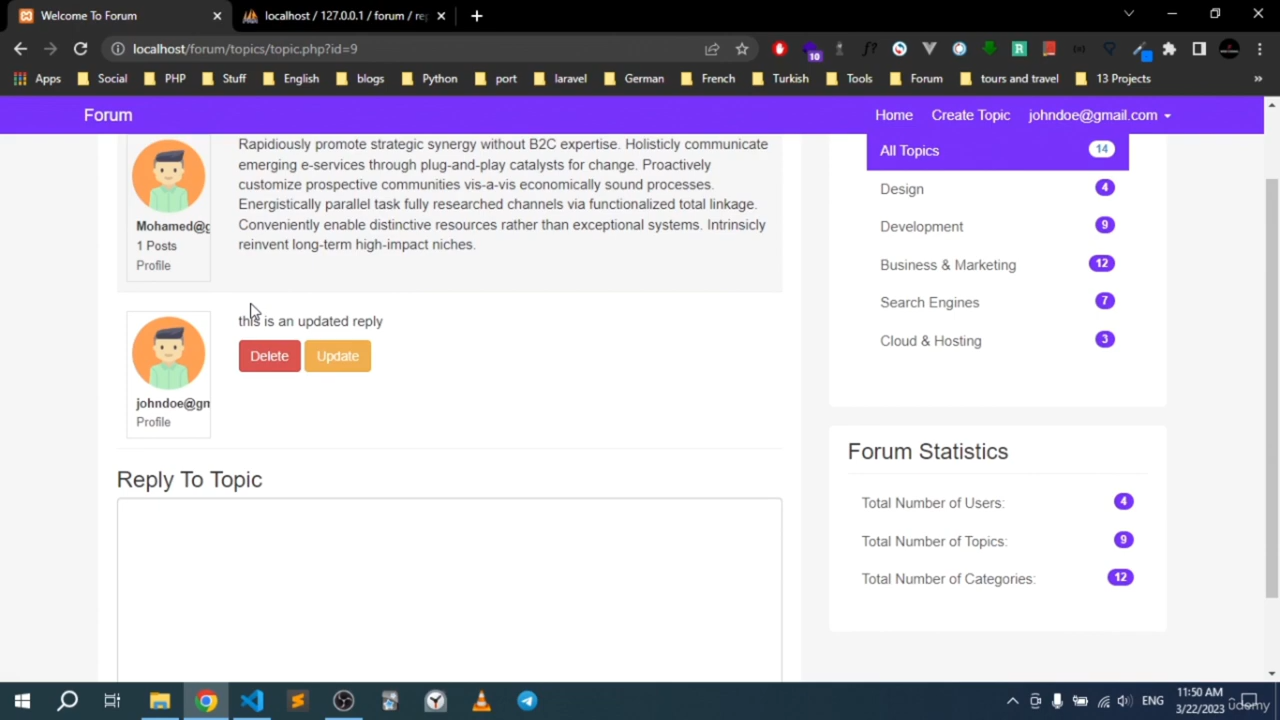 Welcome To Forum
localhost / 127.0.0.1 / forum / re
localhost/forum/topics/topic.php?id=9
10
Apps Social PHP Stuff English blogs Python port laravel German French Turkish Tools Forum tours and travel 13 Projects »
Forum Home Create Topic johndoe@gmail.com
Rapidiously promote strategic synergy without B2C expertise. Holisticly communicate
emerging e-services through plug-and-play catalysts for change. Proactively
customize prospective communities vis-a-vis economically sound processes.
Energistically parallel task fully researched channels via functionalized total linkage.
Conveniently enable distinctive resources rather than exceptional systems. Intrinsicly
reinvent long-term high-impact niches.
Mohamed@g
1 Posts
Profile
this is an updated reply
Delete Update
johndoe@gm
Profile
Reply To Topic
All Topics 14
Design 4
Development 9
Business & Marketing 12
Search Engines 7
Cloud & Hosting 3
Forum Statistics
Total Number of Users: 4
Total Number of Topics: 9
Total Number of Categories: 12
ENG
11:50 AM
3/22/2023
udemy